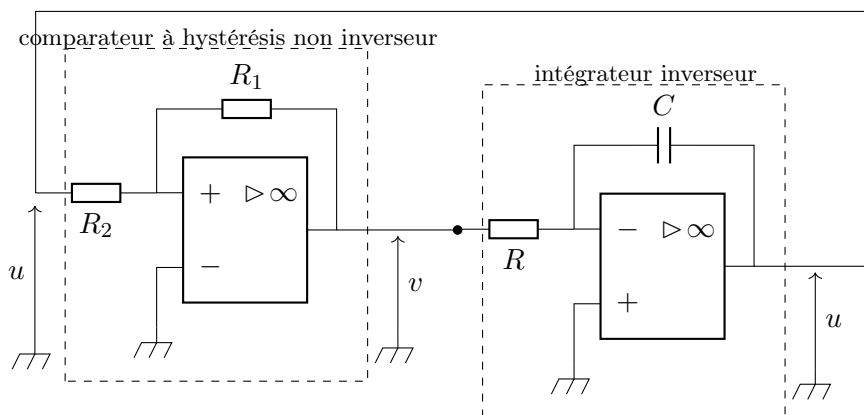 comparateur à hystérésis non inverseur
intégrateur inverseur
R₁
C
+ ▷ ∞
R₂
−
u
v
R
− ▷ ∞
+
u